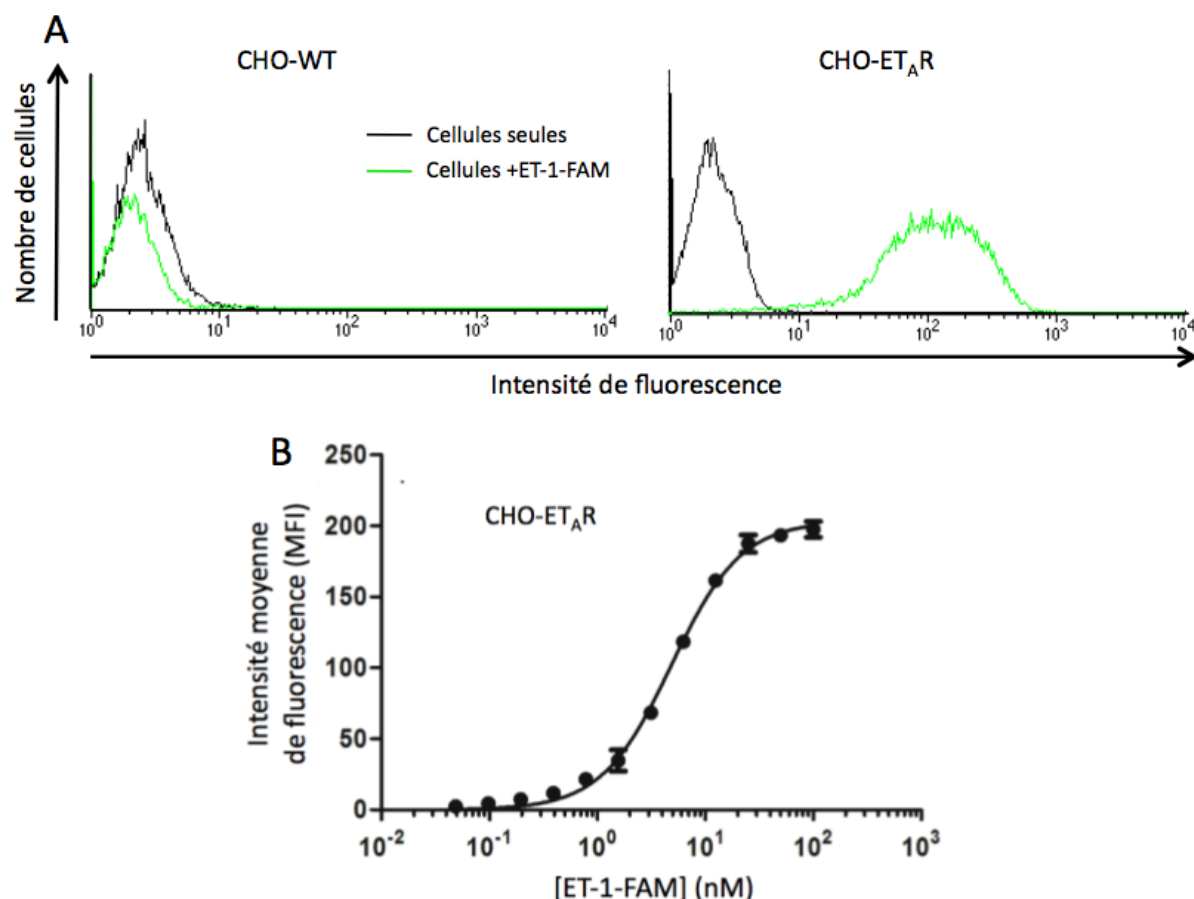 A
CHO-WT
CHO-ET_AR
Nombre de cellules
Cellules seules
Cellules +ET-1-FAM
10^0 10^1 10^2 10^3 10^4
10^0 10^1 10^2 10^3 10^4
Intensité de fluorescence
B
CHO-ET_AR
Intensité moyenne
de fluorescence (MFI)
250
200
150
100
50
0
10^-2 10^-1 10^0 10^1 10^2 10^3
[ET-1-FAM] (nM)